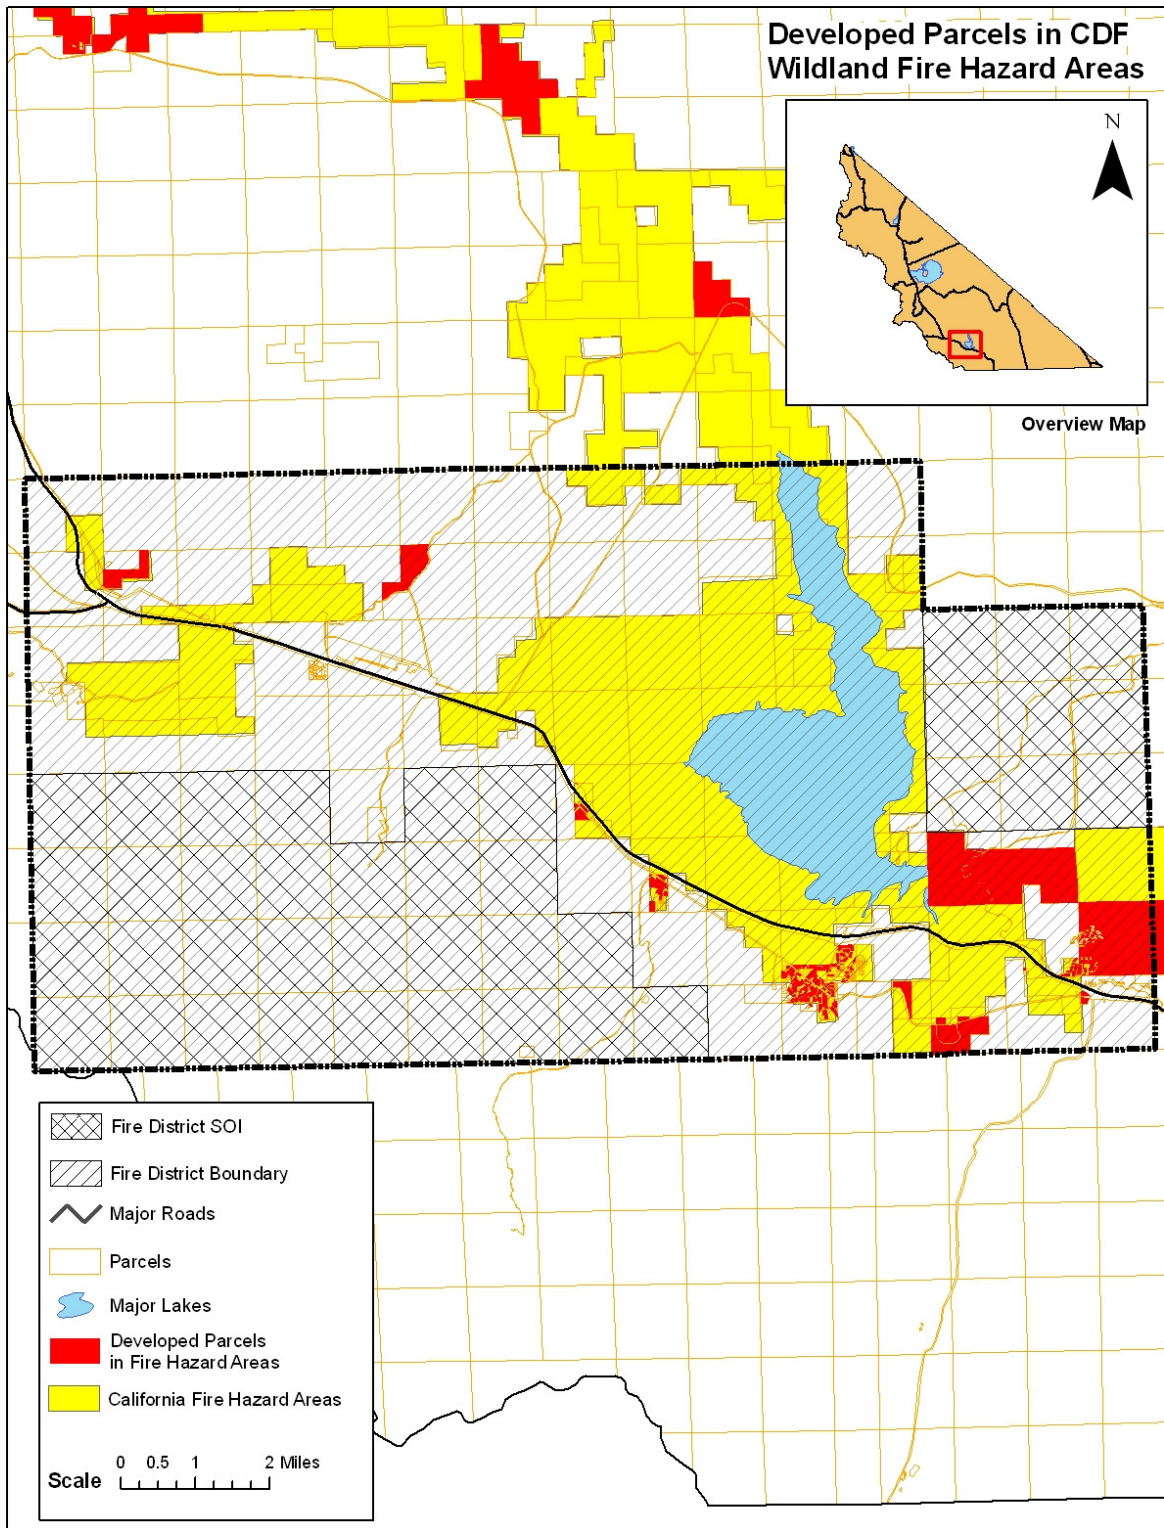 Developed Parcels in CDF
Wildland Fire Hazard Areas
N
Overview Map
Fire District SOI
Fire District Boundary
Major Roads
Parcels
Major Lakes
Developed Parcels
in Fire Hazard Areas
California Fire Hazard Areas
Scale
0 0.5 1 2 Miles